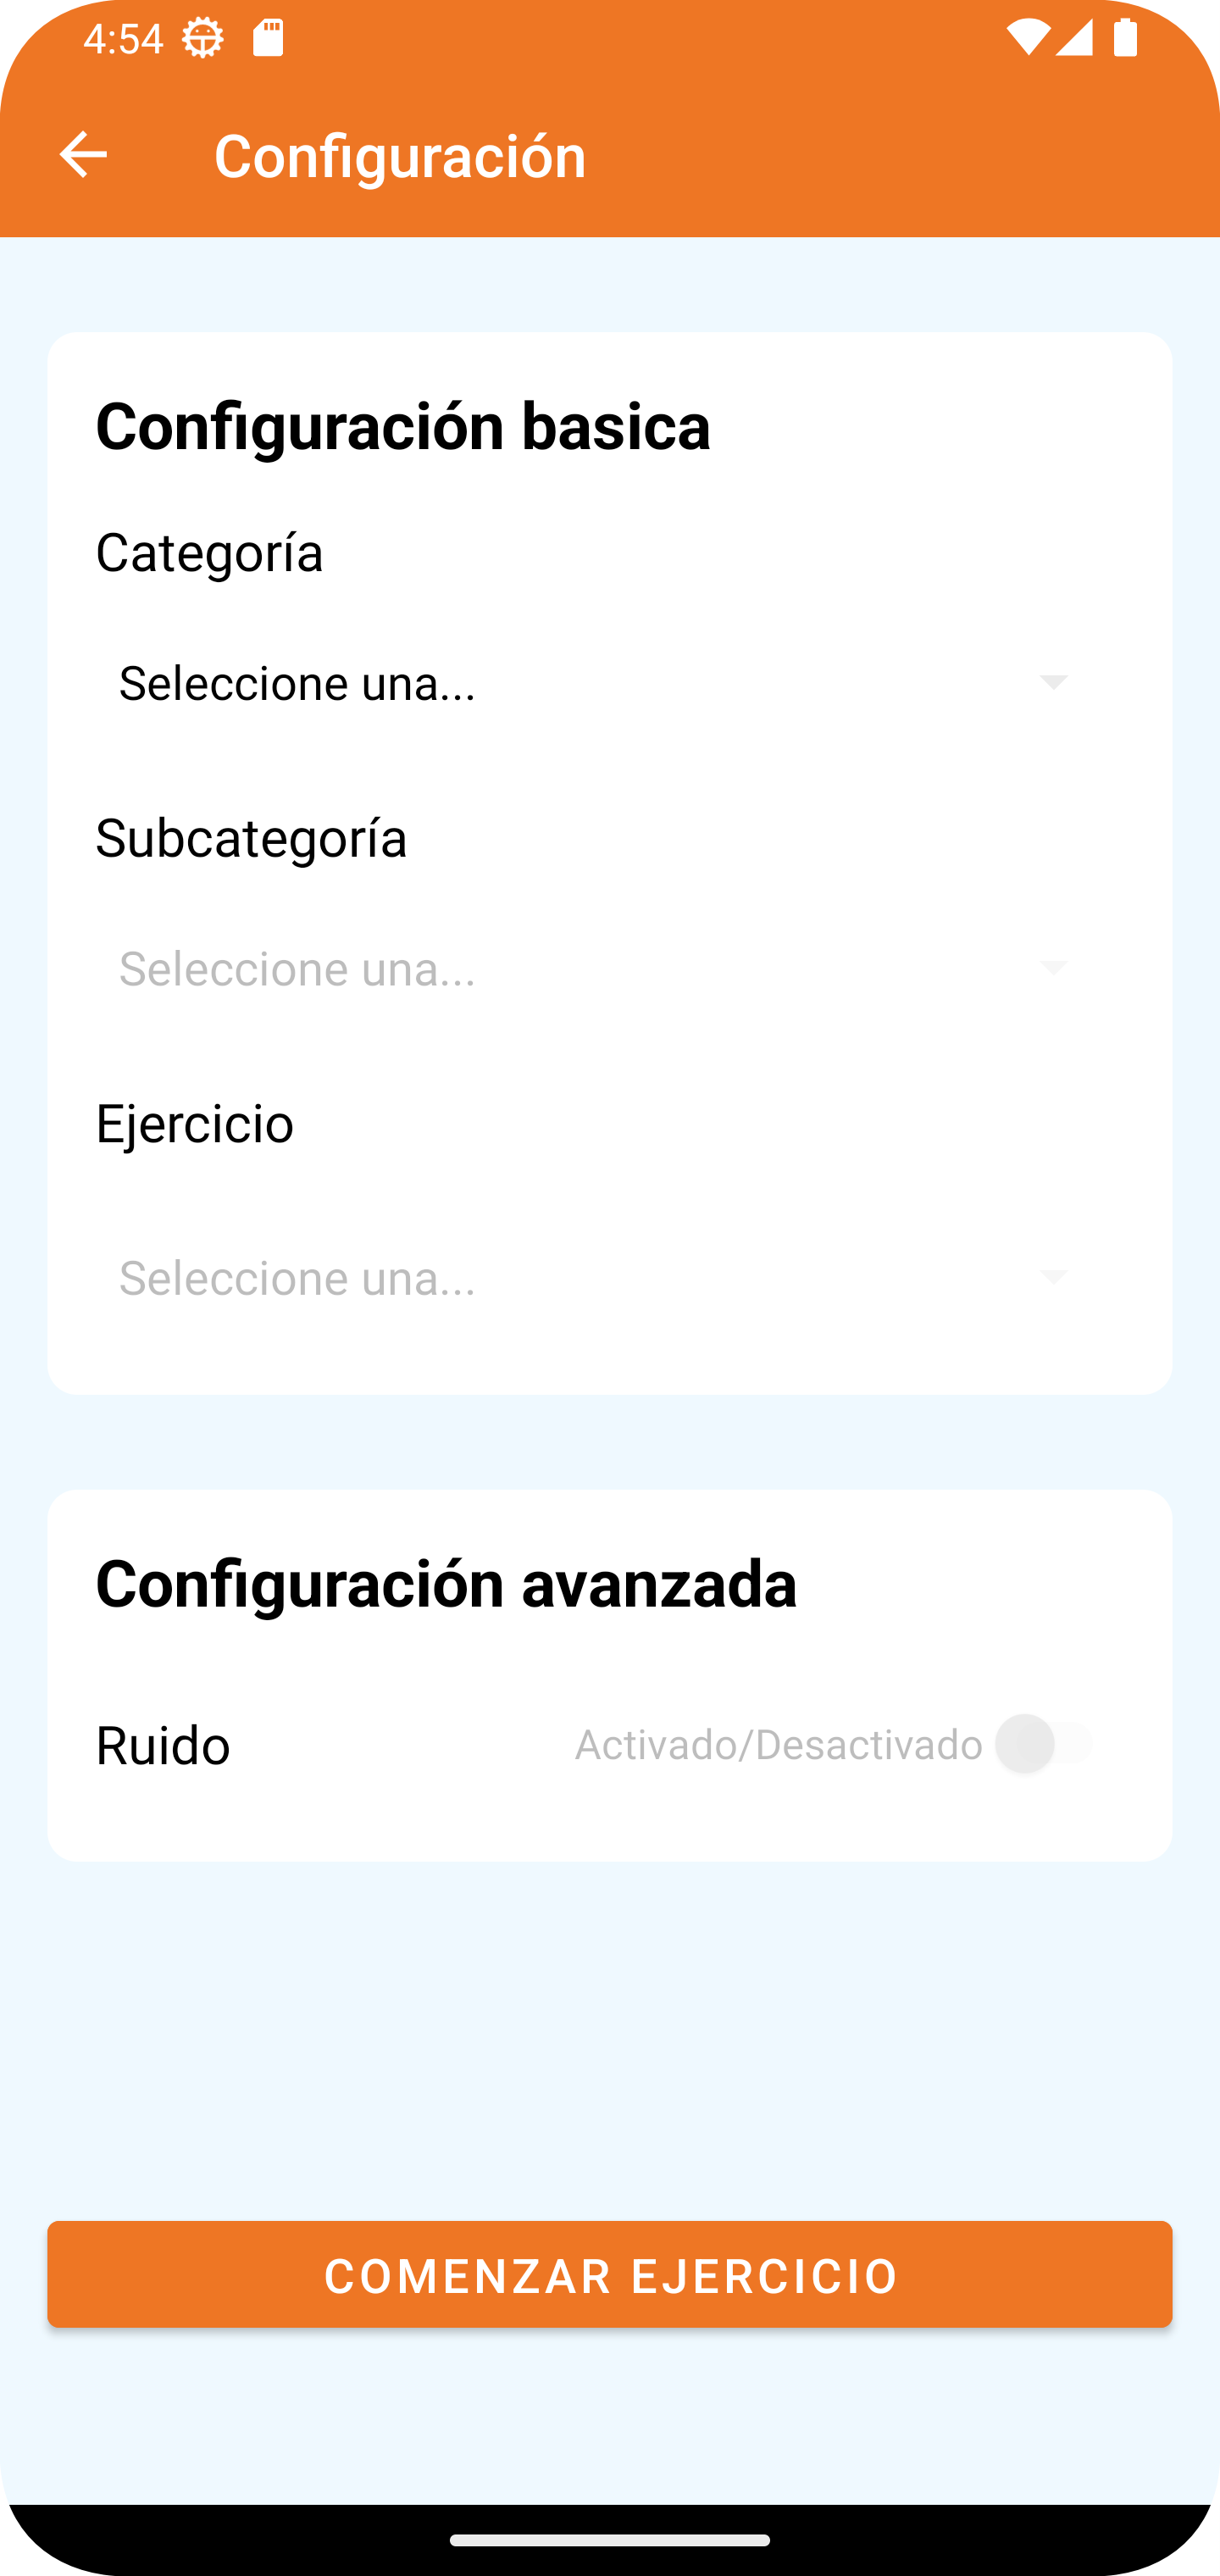 4:54
Configuración
Configuración basica
Categoría
Seleccione una...
Subcategoría
Seleccione una...
Ejercicio
Seleccione una...
Configuración avanzada
Ruido Activado/Desactivado
COMENZAR EJERCICIO